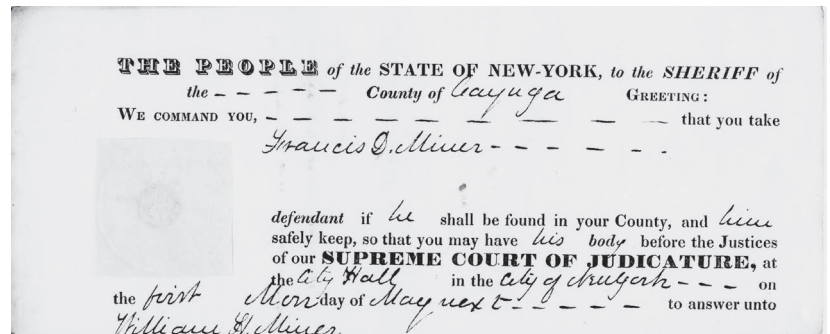 THE PEOPLE of the STATE OF NEW-YORK, to the SHERIFF of
the - - - - - County of Cayuga GREETING:
WE COMMAND YOU, - - - - - - - - - that you take
Francis D. Miner - - - - - .
defendant if he shall be found in your County, and him
safely keep, so that you may have his body before the Justices
of our SUPREME COURT OF JUDICATURE, at
the City Hall in the City of New York - - - on
the first Monday of May next - - - - - to answer unto
William H. Miner